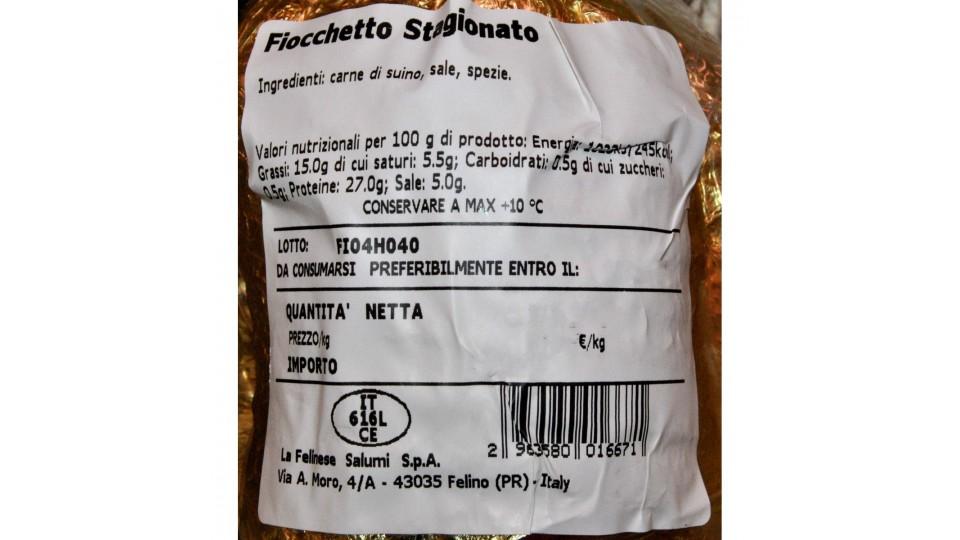 Fiocchetto Stagionato
Ingredienti: carne di suino, sale, spezie.
Valori nutrizionali per 100 g di prodotto: Energia: 245kcal;
Grassi: 15.0g di cui saturi: 5.5g; Carboidrati: 0.5g di cui zuccheri:
0.5g; Proteine: 27.0g; Sale: 5.0g.
CONSERVARE A MAX +10 °C
LOTTO: FI04H040
DA CONSUMARSI PREFERIBILMENTE ENTRO IL:
QUANTITA' NETTA
PREZZO/kg €/kg
IMPORTO
IT
616L
CE
2 963580 016671
La Felinese Salumi S.p.A.
Via A. Moro, 4/A - 43035 Felino (PR) - Italy